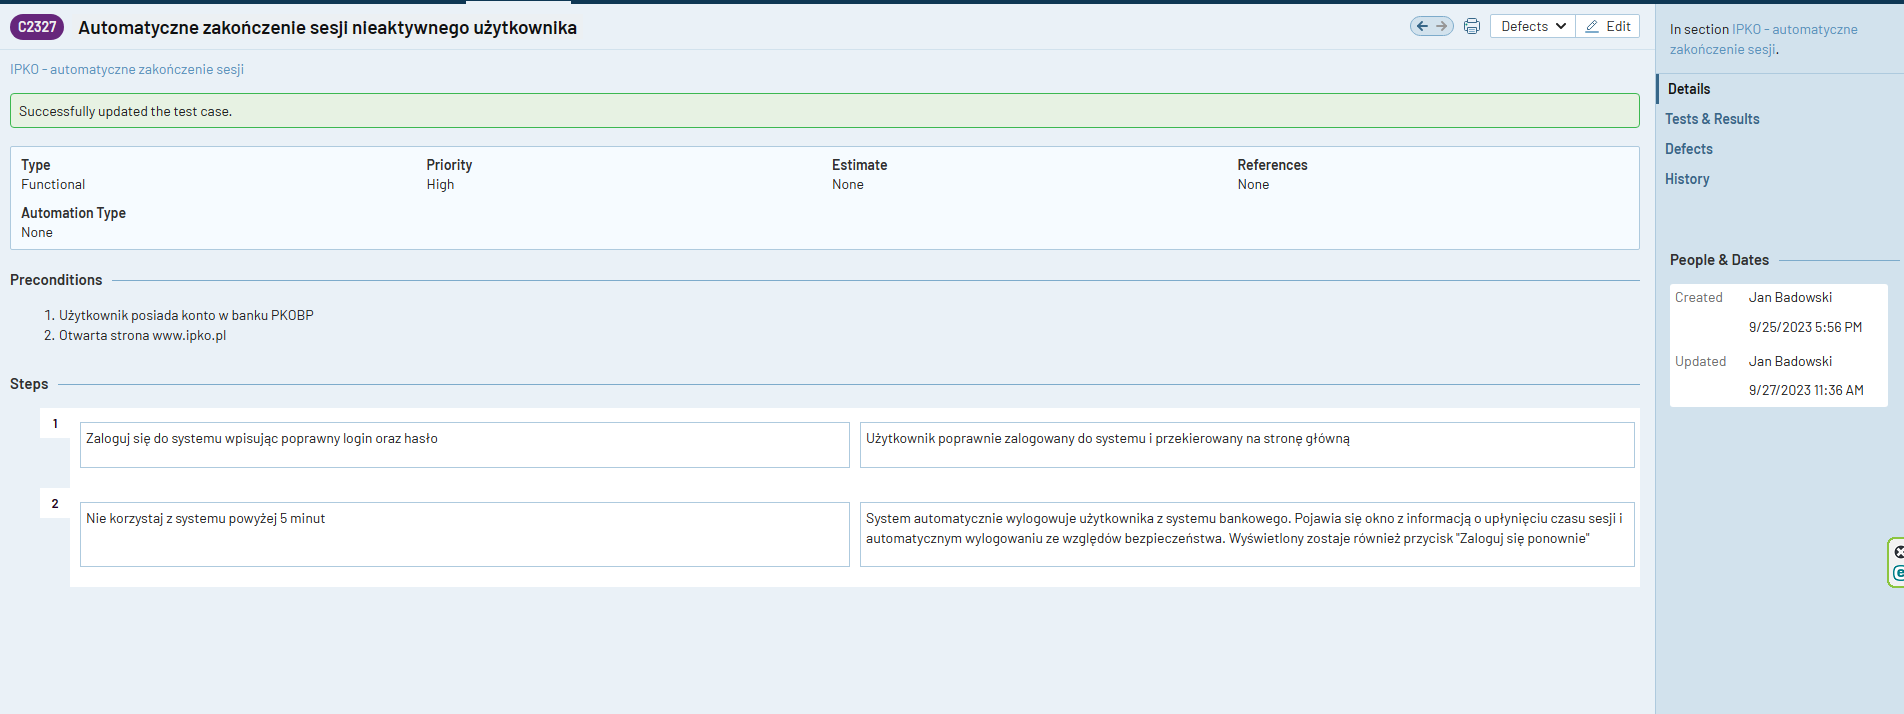 C2327 Automatyczne zakończenie sesji nieaktywnego użytkownika
Defects Edit
IPKO - automatyczne zakończenie sesji
Successfully updated the test case.
Type Priority Estimate References
Functional High None None
Automation Type
None
Preconditions
1. Użytkownik posiada konto w banku PKOBP
2. Otwarta strona www.ipko.pl
Steps
1
Zaloguj się do systemu wpisując poprawny login oraz hasło
Użytkownik poprawnie zalogowany do systemu i przekierowany na stronę główną
2
Nie korzystaj z systemu powyżej 5 minut
System automatycznie wylogowuje użytkownika z systemu bankowego. Pojawia się okno z informacją o upłynięciu czasu sesji i
automatycznym wylogowaniu ze względów bezpieczeństwa. Wyświetlony zostaje również przycisk "Zaloguj się ponownie"
In section IPKO - automatyczne
zakończenie sesji.
Details
Tests & Results
Defects
History
People & Dates
Created Jan Badowski
9/25/2023 5:56 PM
Updated Jan Badowski
9/27/2023 11:36 AM